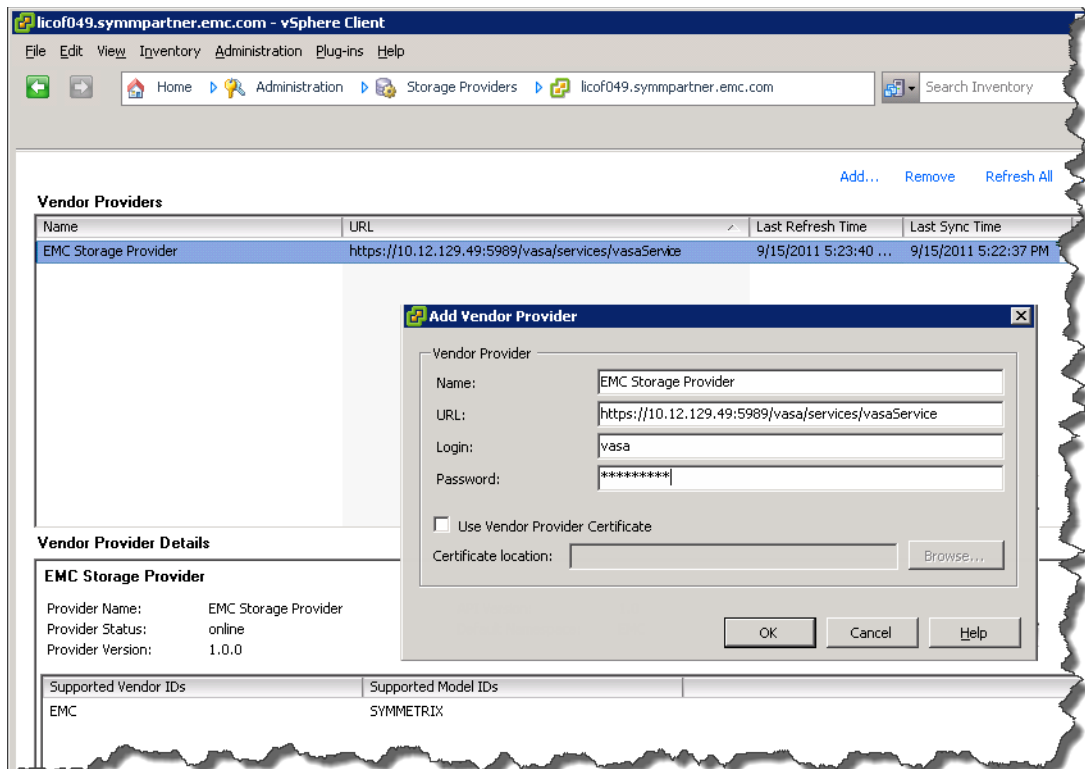 licof049.symmpartner.emc.com - vSphere Client
File Edit View Inventory Administration Plug-ins Help
Home Administration Storage Providers licof049.symmpartner.emc.com Search Inventory
Add... Remove Refresh All
Vendor Providers
Name URL Last Refresh Time Last Sync Time
EMC Storage Provider https://10.12.129.49:5989/vasa/services/vasaService 9/15/2011 5:23:40 ... 9/15/2011 5:22:37 PM
Add Vendor Provider
Vendor Provider
Name: EMC Storage Provider
URL: https://10.12.129.49:5989/vasa/services/vasaService
Login: vasa
Password: *********
Use Vendor Provider Certificate
Certificate location: Browse...
OK Cancel Help
Vendor Provider Details
EMC Storage Provider
Provider Name: EMC Storage Provider
Provider Status: online
Provider Version: 1.0.0
Supported Vendor IDs Supported Model IDs
EMC SYMMETRIX